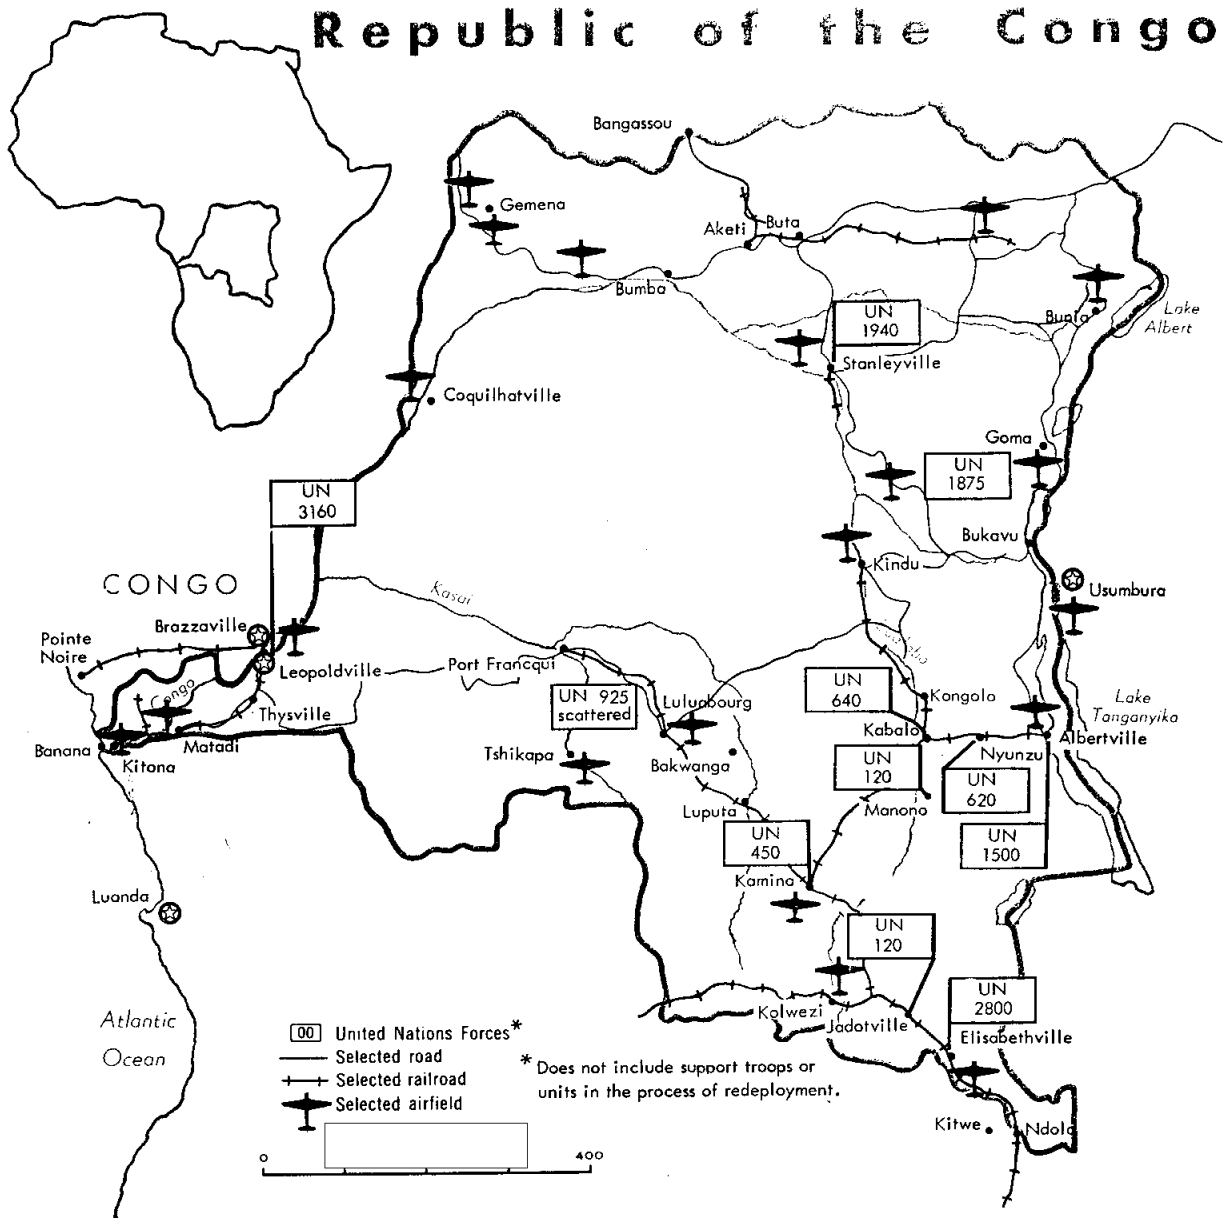 Republic of the Congo
Bangassou
Gemena
Aketi
Buta
Bumba
Bunia
Lake
Albert
UN
1940
Stanleyville
Coquilhatville
Goma
UN
1875
UN
3160
Bukavu
Kindu
CONGO
Kasai
Usumbura
Brazzaville
Pointe
Noire
Leopoldville
Port Francqui
UN 925
scattered
Luluabourg
UN
640
Kongolo
Lake
Tanganyika
Congo
Thysville
Matadi
Banana
Kitona
Kabalo
Nyunzu
Albertville
Tshikapa
Bakwanga
UN
120
UN
620
Manono
Luputa
UN
450
UN
1500
Kamina
Luanda
UN
120
UN
2800
Kolwezi
Jadotville
Elisabethville
Atlantic
Ocean
00 United Nations Forces*
Selected road
Selected railroad
Selected airfield
* Does not include support troops or
units in the process of redeployment.
Kitwe
Ndola
0 400